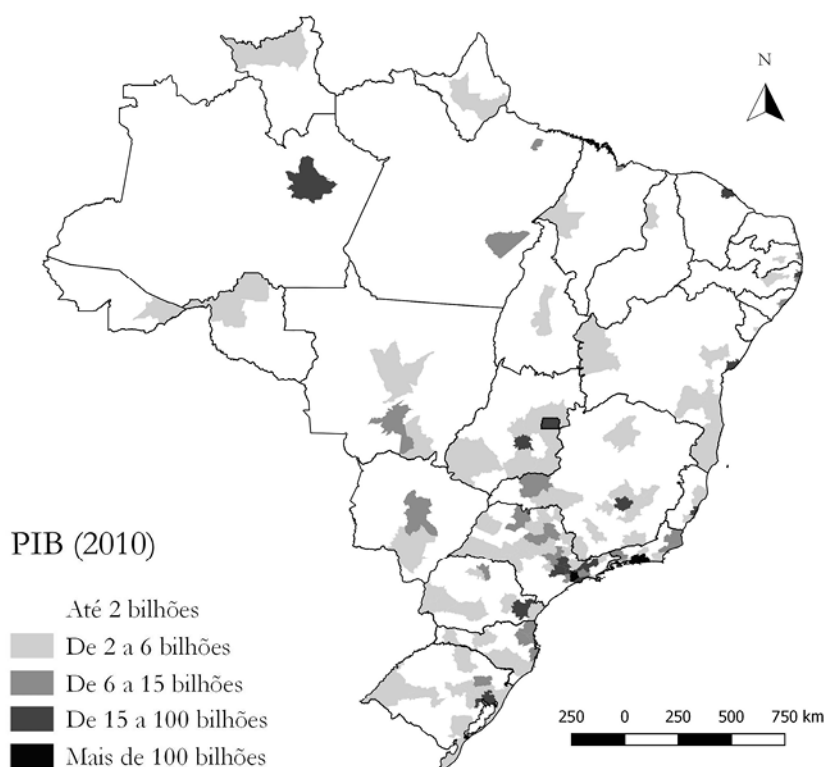 N
PIB (2010)
Até 2 bilhões
De 2 a 6 bilhões
De 6 a 15 bilhões
De 15 a 100 bilhões
Mais de 100 bilhões
250 0 250 500 750 km